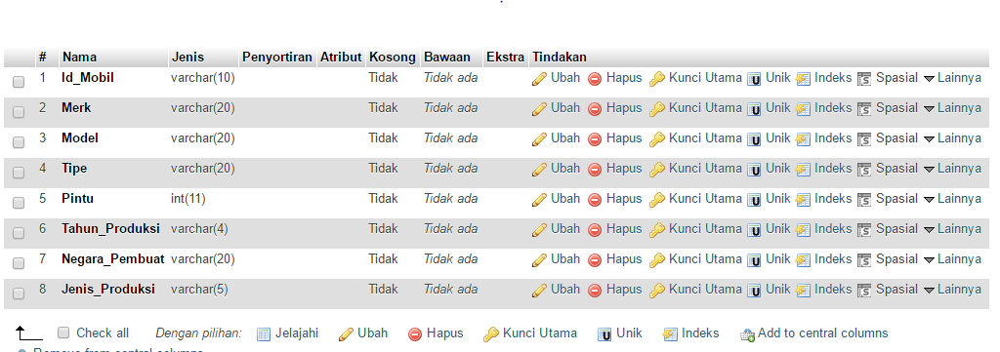 # Nama Jenis Penyortiran Atribut Kosong Bawaan Ekstra Tindakan
1 Id_Mobil varchar(10) Tidak Tidak ada Ubah Hapus Kunci Utama Unik Indeks Spasial Lainnya
2 Merk varchar(20) Tidak Tidak ada Ubah Hapus Kunci Utama Unik Indeks Spasial Lainnya
3 Model varchar(20) Tidak Tidak ada Ubah Hapus Kunci Utama Unik Indeks Spasial Lainnya
4 Tipe varchar(20) Tidak Tidak ada Ubah Hapus Kunci Utama Unik Indeks Spasial Lainnya
5 Pintu int(11) Tidak Tidak ada Ubah Hapus Kunci Utama Unik Indeks Spasial Lainnya
6 Tahun_Produksi varchar(4) Tidak Tidak ada Ubah Hapus Kunci Utama Unik Indeks Spasial Lainnya
7 Negara_Pembuat varchar(20) Tidak Tidak ada Ubah Hapus Kunci Utama Unik Indeks Spasial Lainnya
8 Jenis_Produksi varchar(5) Tidak Tidak ada Ubah Hapus Kunci Utama Unik Indeks Spasial Lainnya
Check all Dengan pilihan: Jelajahi Ubah Hapus Kunci Utama Unik Indeks Add to central columns
Remove from central columns